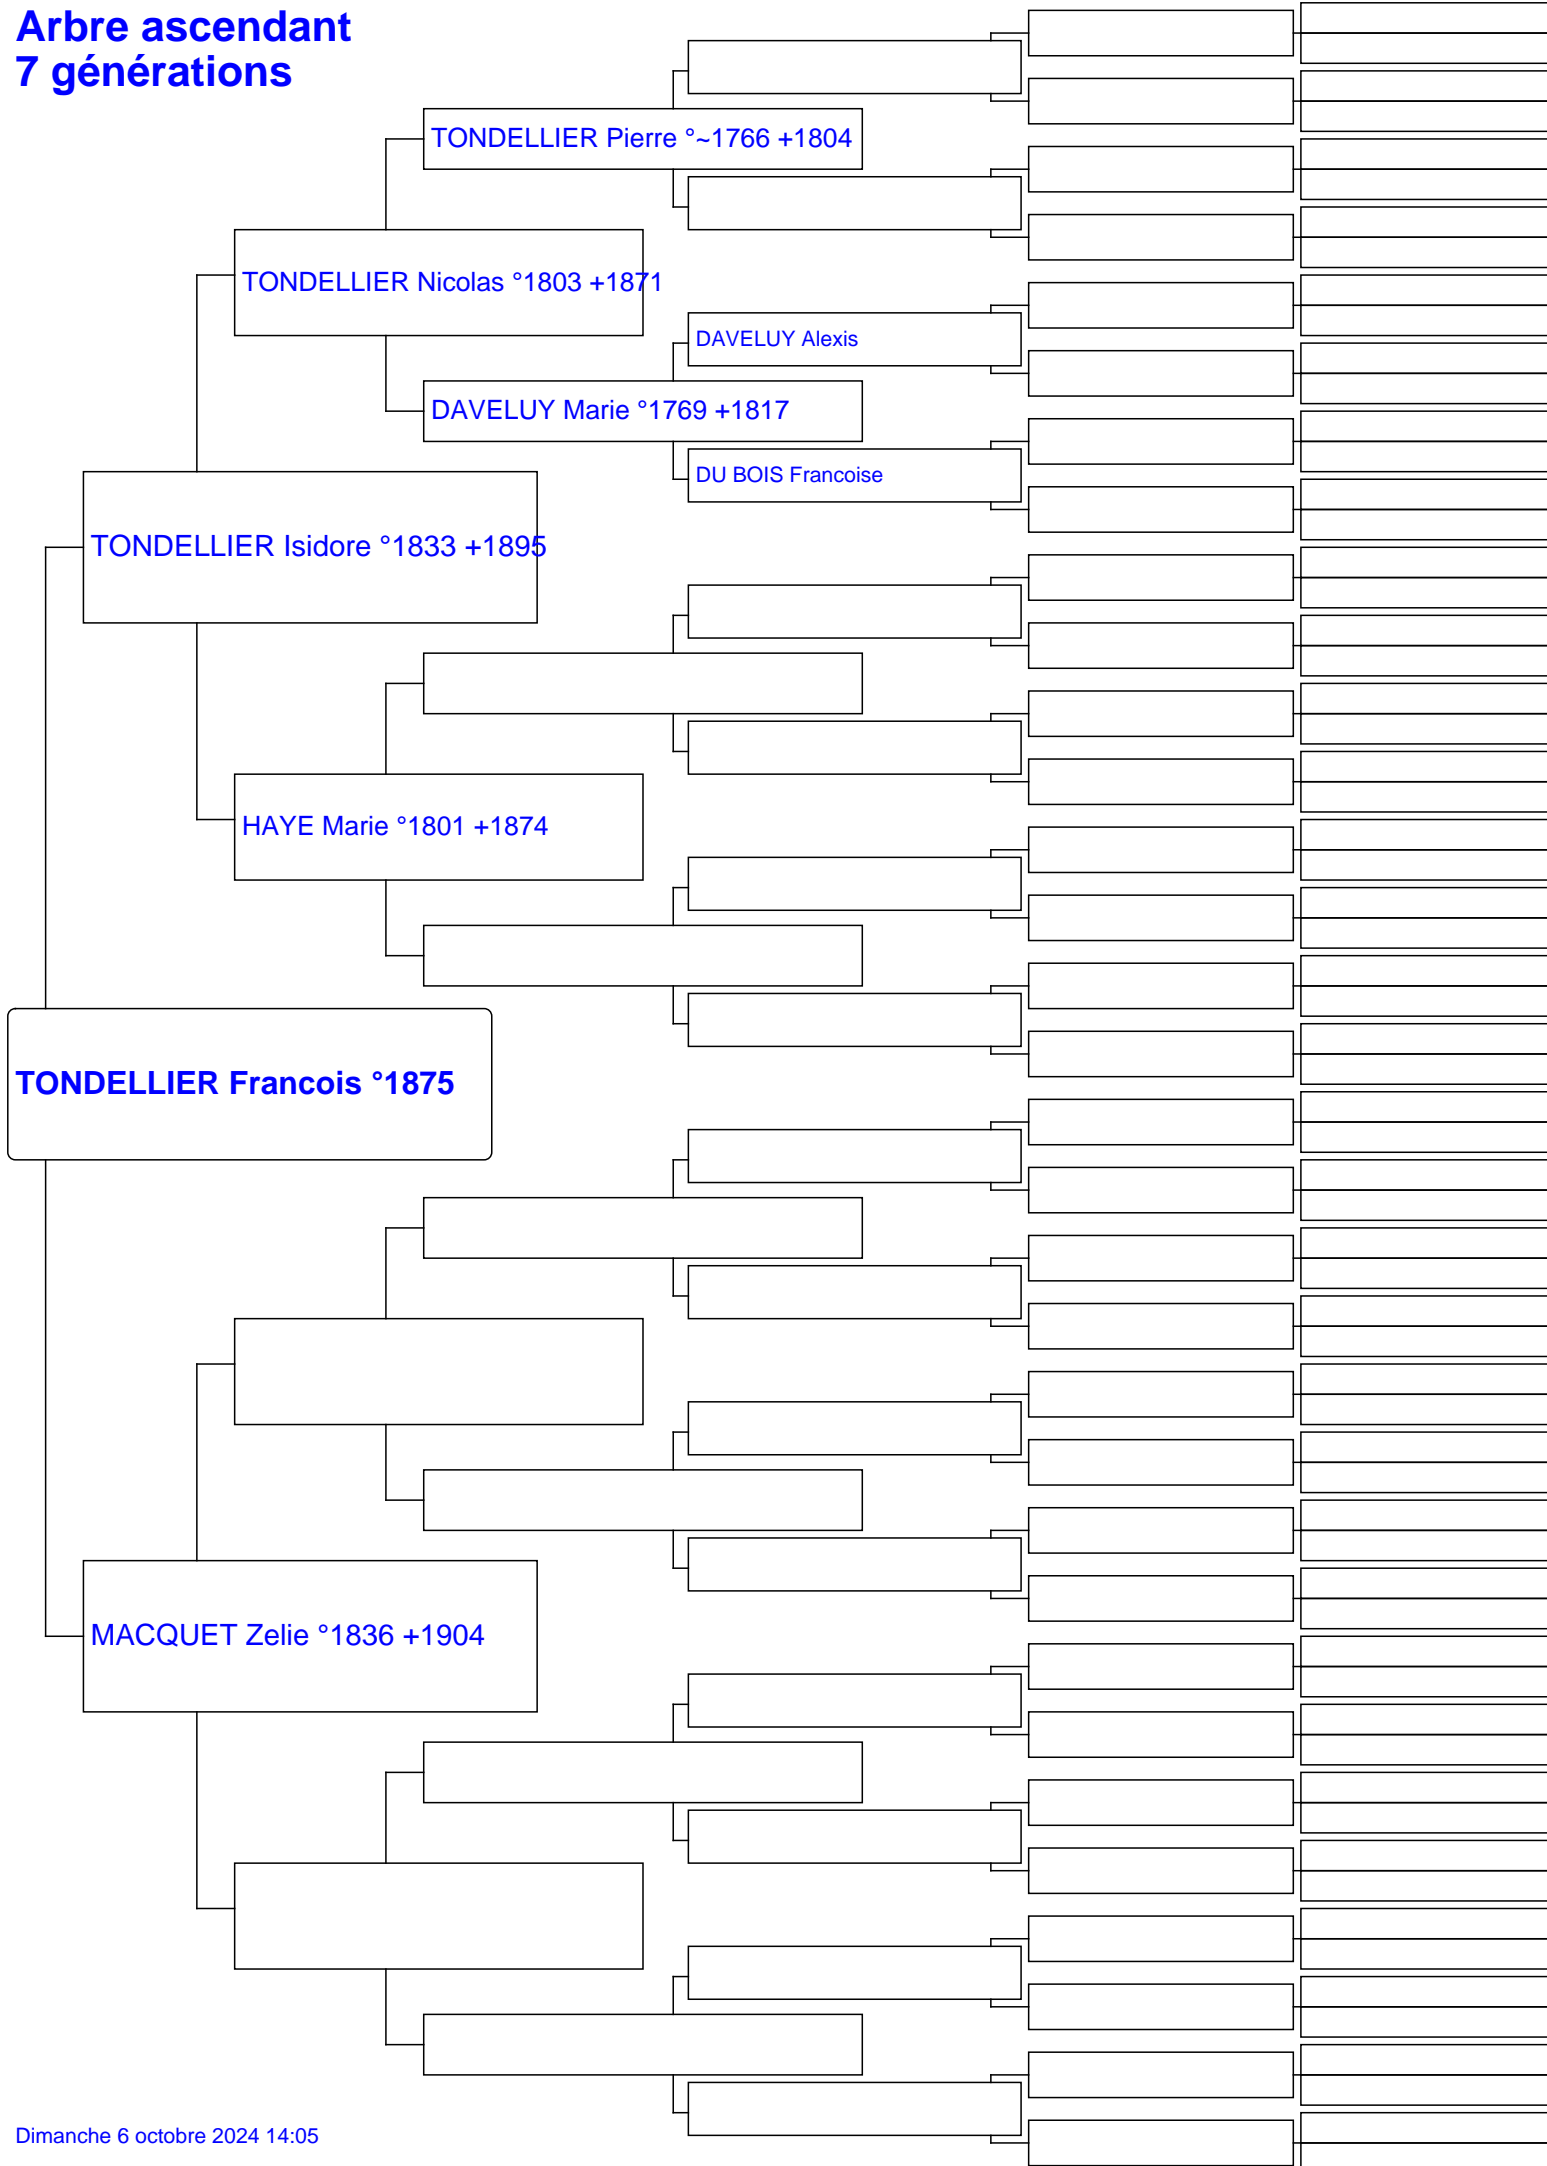 Arbre ascendant
7 générations
TONDELLIER Pierre °~1766 +1804
TONDELLIER Nicolas °1803 +1871
DAVELUY Alexis
DAVELUY Marie °1769 +1817
DU BOIS Francoise
TONDELLIER Isidore °1833 +1895
HAYE Marie °1801 +1874
TONDELLIER Francois °1875
MACQUET Zelie °1836 +1904
Dimanche 6 octobre 2024 14:05